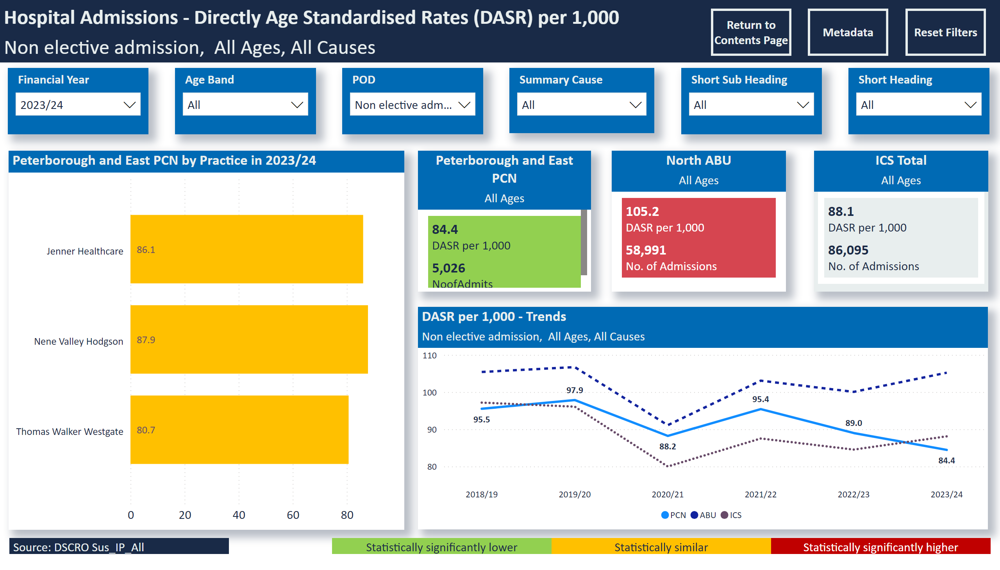 Hospital Admissions - Directly Age Standardised Rates (DASR) per 1,000
Non elective admission,  All Ages, All Causes
Return to
Contents Page
Metadata
Reset Filters
Financial Year
2023/24
Age Band
All
POD
Non elective adm...
Summary Cause
All
Short Sub Heading
All
Short Heading
All
Peterborough and East PCN by Practice in 2023/24
Jenner Healthcare
86.1
Nene Valley Hodgson
87.9
Thomas Walker Westgate
80.7
0 20 40 60 80
Peterborough and East
PCN
All Ages
84.4
DASR per 1,000
5,026
NoofAdmits
North ABU
All Ages
105.2
DASR per 1,000
58,991
No. of Admissions
ICS Total
All Ages
88.1
DASR per 1,000
86,095
No. of Admissions
DASR per 1,000 - Trends
Non elective admission,  All Ages, All Causes
110
100
90
80
95.5
97.9
88.2
95.4
89.0
84.4
2018/19 2019/20 2020/21 2021/22 2022/23 2023/24
PCN ABU ICS
Source: DSCRO Sus_IP_All
Statistically significantly lower
Statistically similar
Statistically significantly higher